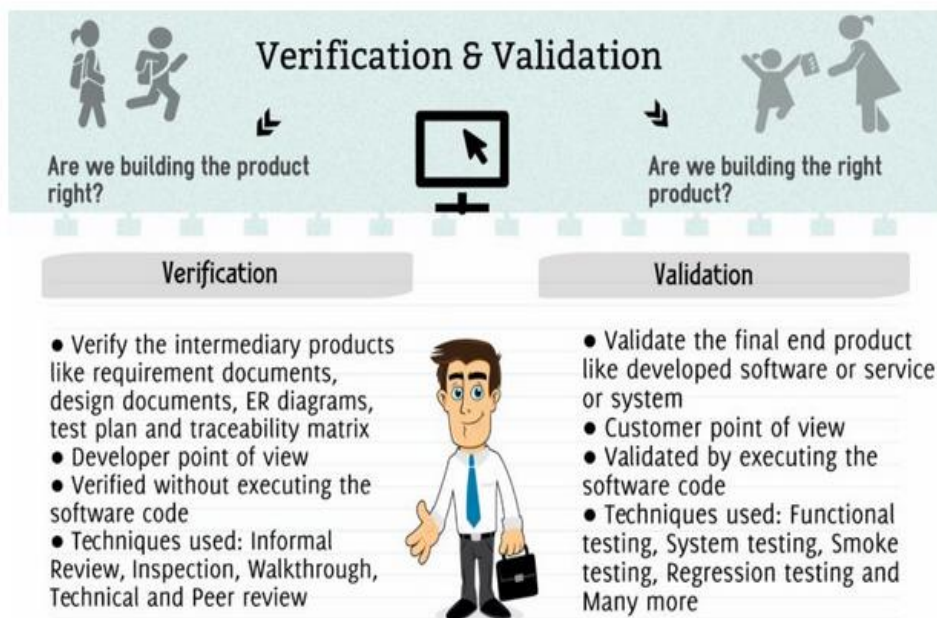 Verification & Validation
Are we building the product
right?
Are we building the right
product?
Verification
● Verify the intermediary products
like requirement documents,
design documents, ER diagrams,
test plan and traceability matrix
● Developer point of view
● Verified without executing the
software code
● Techniques used: Informal
Review, Inspection, Walkthrough,
Technical and Peer review
Validation
● Validate the final end product
like developed software or service
or system
● Customer point of view
● Validated by executing the
software code
● Techniques used: Functional
testing, System testing, Smoke
testing, Regression testing and
Many more